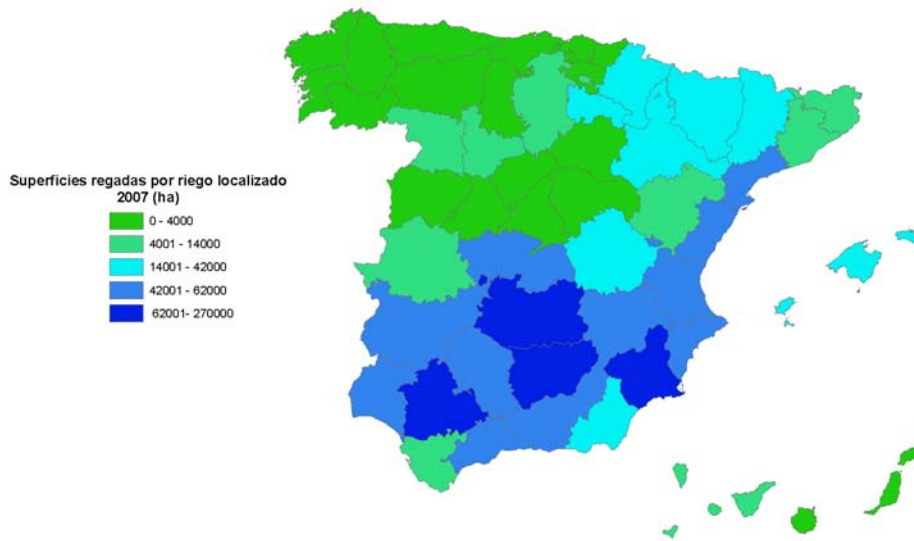 Superficies regadas por riego localizado
2007 (ha)
0 - 4000
4001 - 14000
14001 - 42000
42001 - 62000
62001- 270000